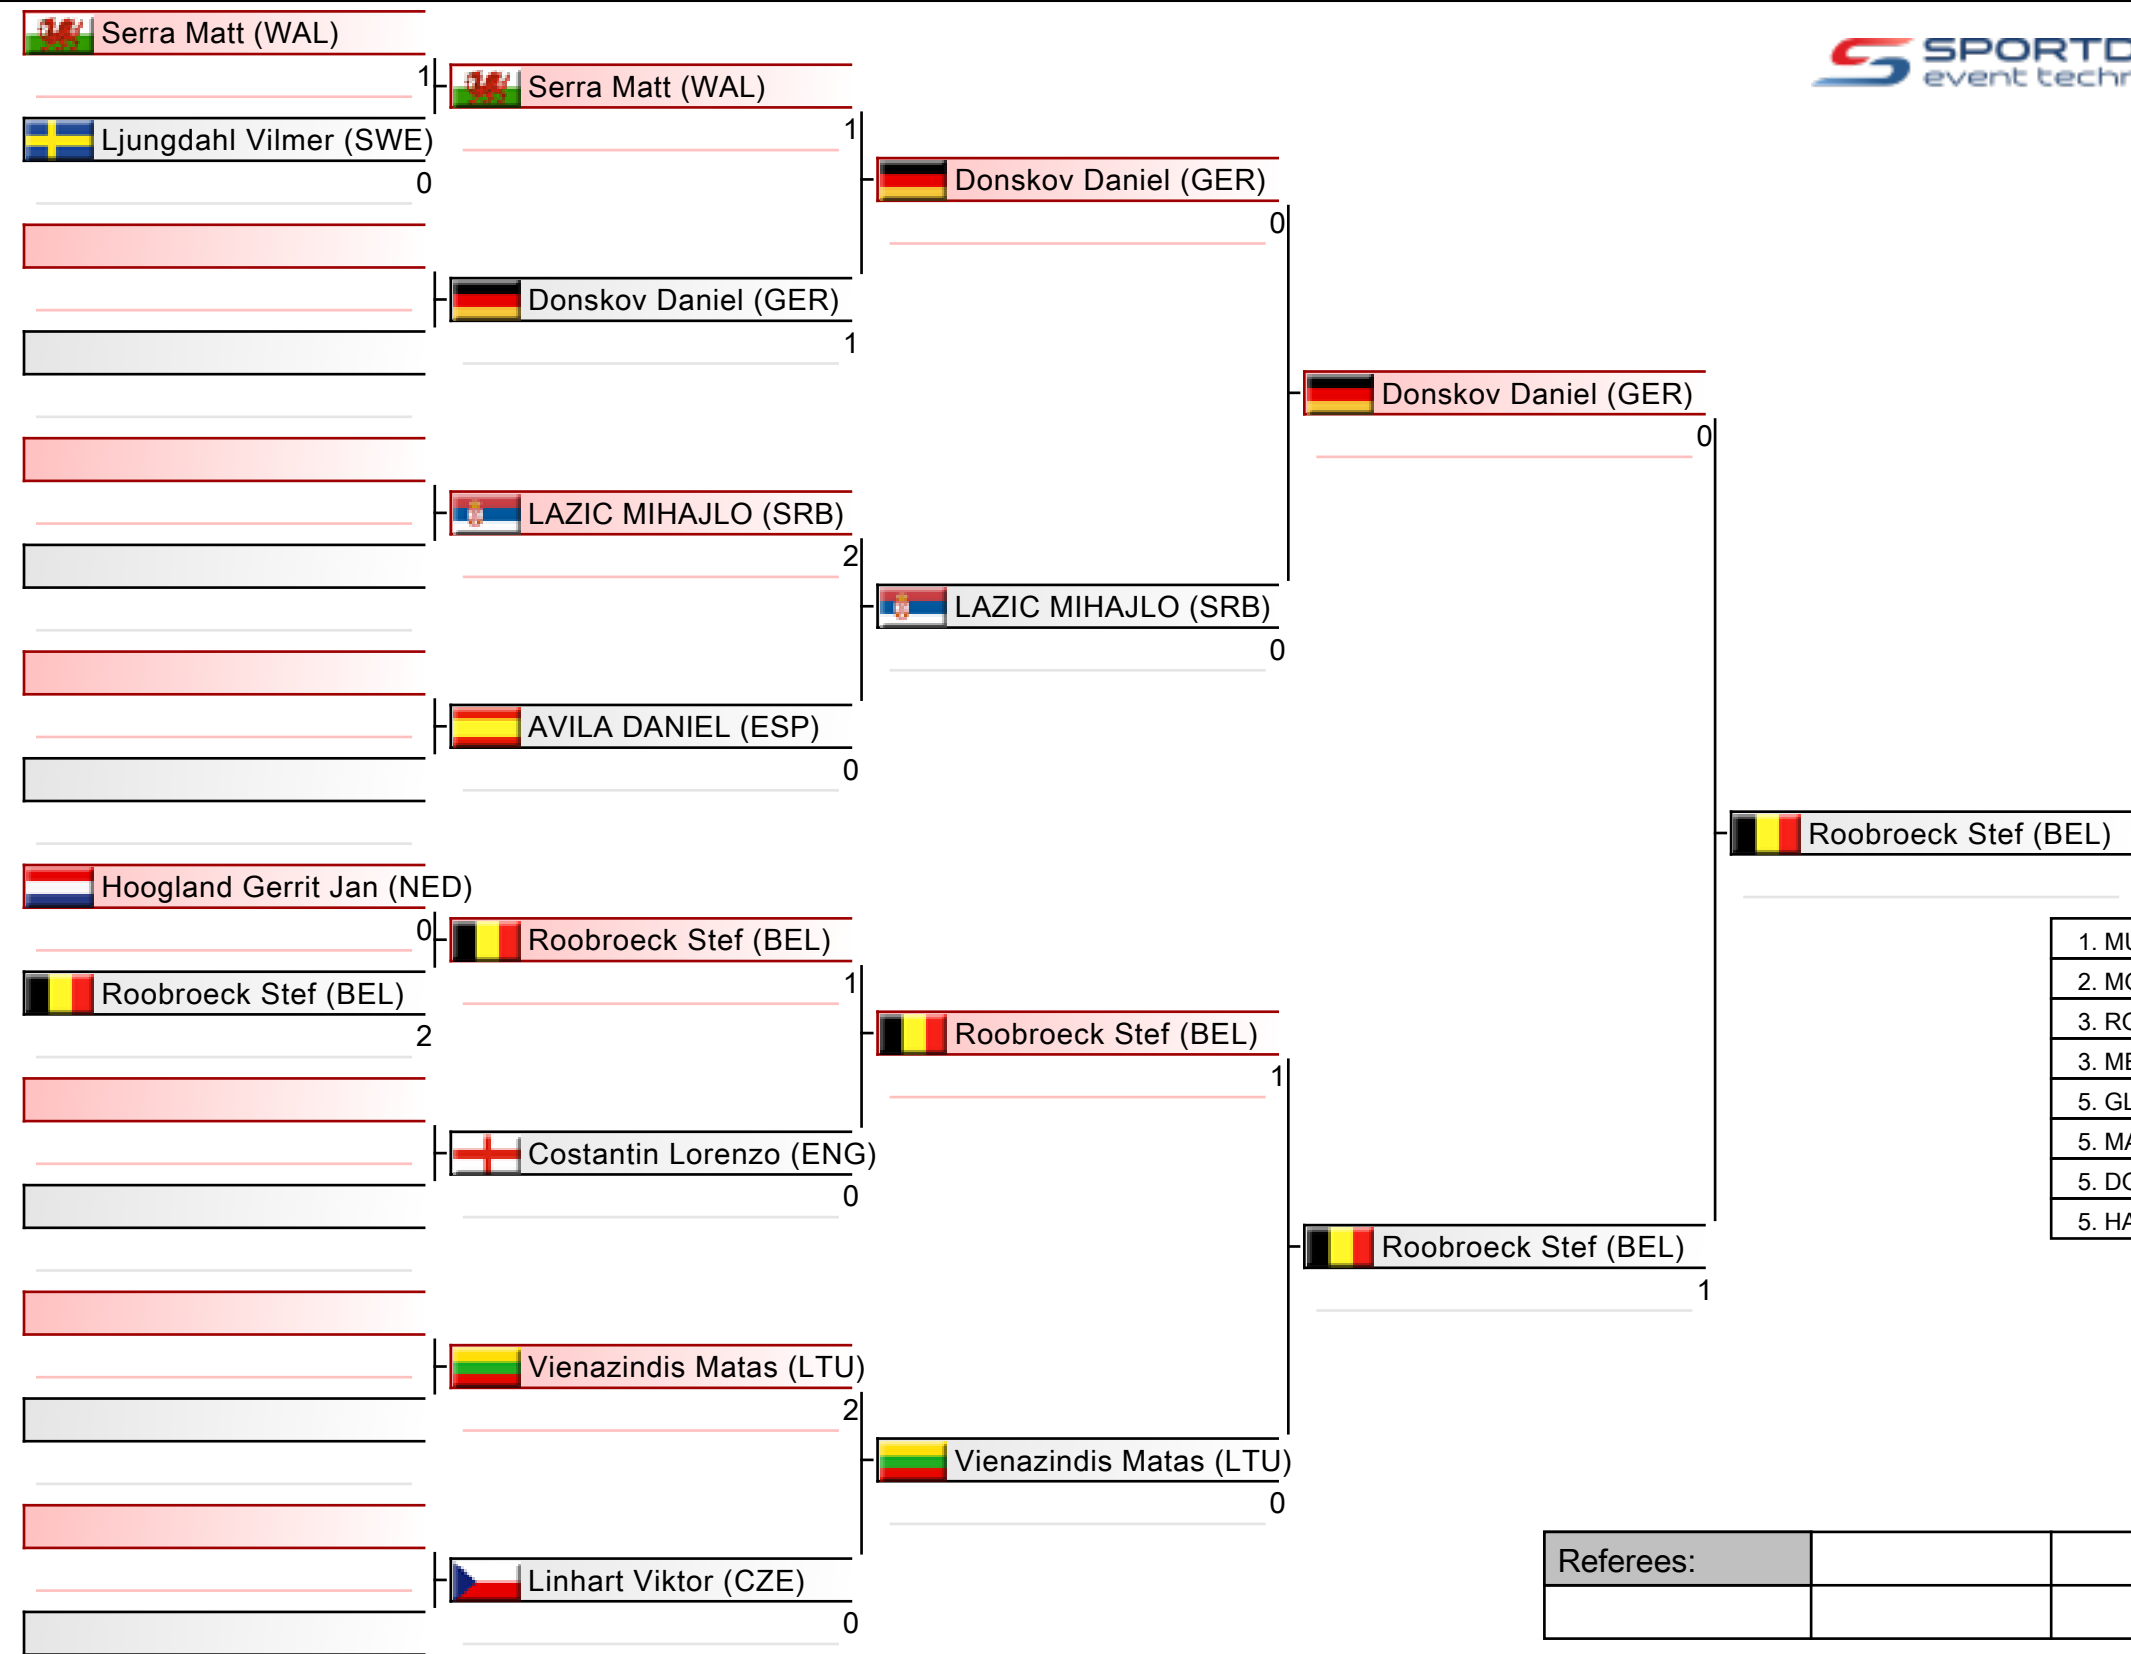 Serra Matt (WAL)
1
Ljungdahl Vilmer (SWE)
0
Hoogland Gerrit Jan (NED)
0
Roobroeck Stef (BEL)
2
Serra Matt (WAL)
1
Donskov Daniel (GER)
1
LAZIC MIHAJLO (SRB)
2
AVILA DANIEL (ESP)
0
Roobroeck Stef (BEL)
1
Costantin Lorenzo (ENG)
0
Vienazindis Matas (LTU)
2
Linhart Viktor (CZE)
0
Donskov Daniel (GER)
0
LAZIC MIHAJLO (SRB)
0
Roobroeck Stef (BEL)
1
Vienazindis Matas (LTU)
0
Donskov Daniel (GER)
0
Roobroeck Stef (BEL)
1
Roobroeck Stef (BEL)
SPORTD
event techn
1. MU
2. MO
3. RO
3. ME
5. GL
5. MA
5. DO
5. HA
Referees: